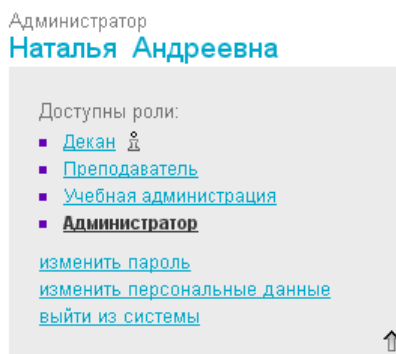 Администратор
Наталья Андреевна
Доступны роли:
Декан
Преподаватель
Учебная администрация
Администратор
изменить пароль
изменить персональные данные
выйти из системы